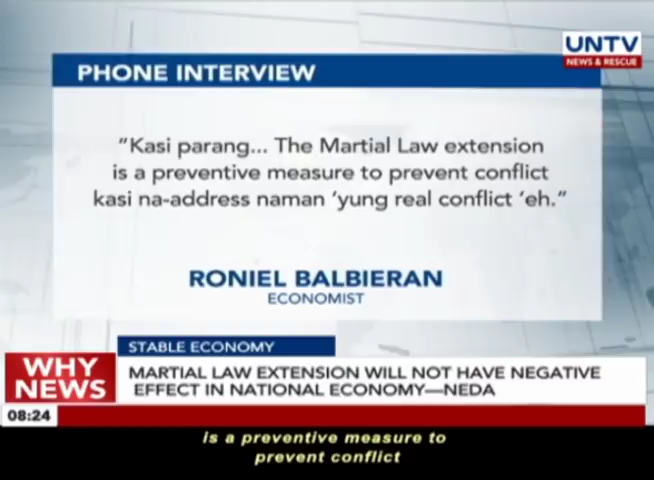 UNTV
NEWS & RESCUE
PHONE INTERVIEW
“Kasi parang... The Martial Law extension
is a preventive measure to prevent conflict
kasi na-address naman ‘yung real conflict ‘eh.”
RONIEL BALBIERAN
ECONOMIST
STABLE ECONOMY
WHY
NEWS
MARTIAL LAW EXTENSION WILL NOT HAVE NEGATIVE
EFFECT IN NATIONAL ECONOMY—NEDA
08:24
is a preventive measure to
prevent conflict